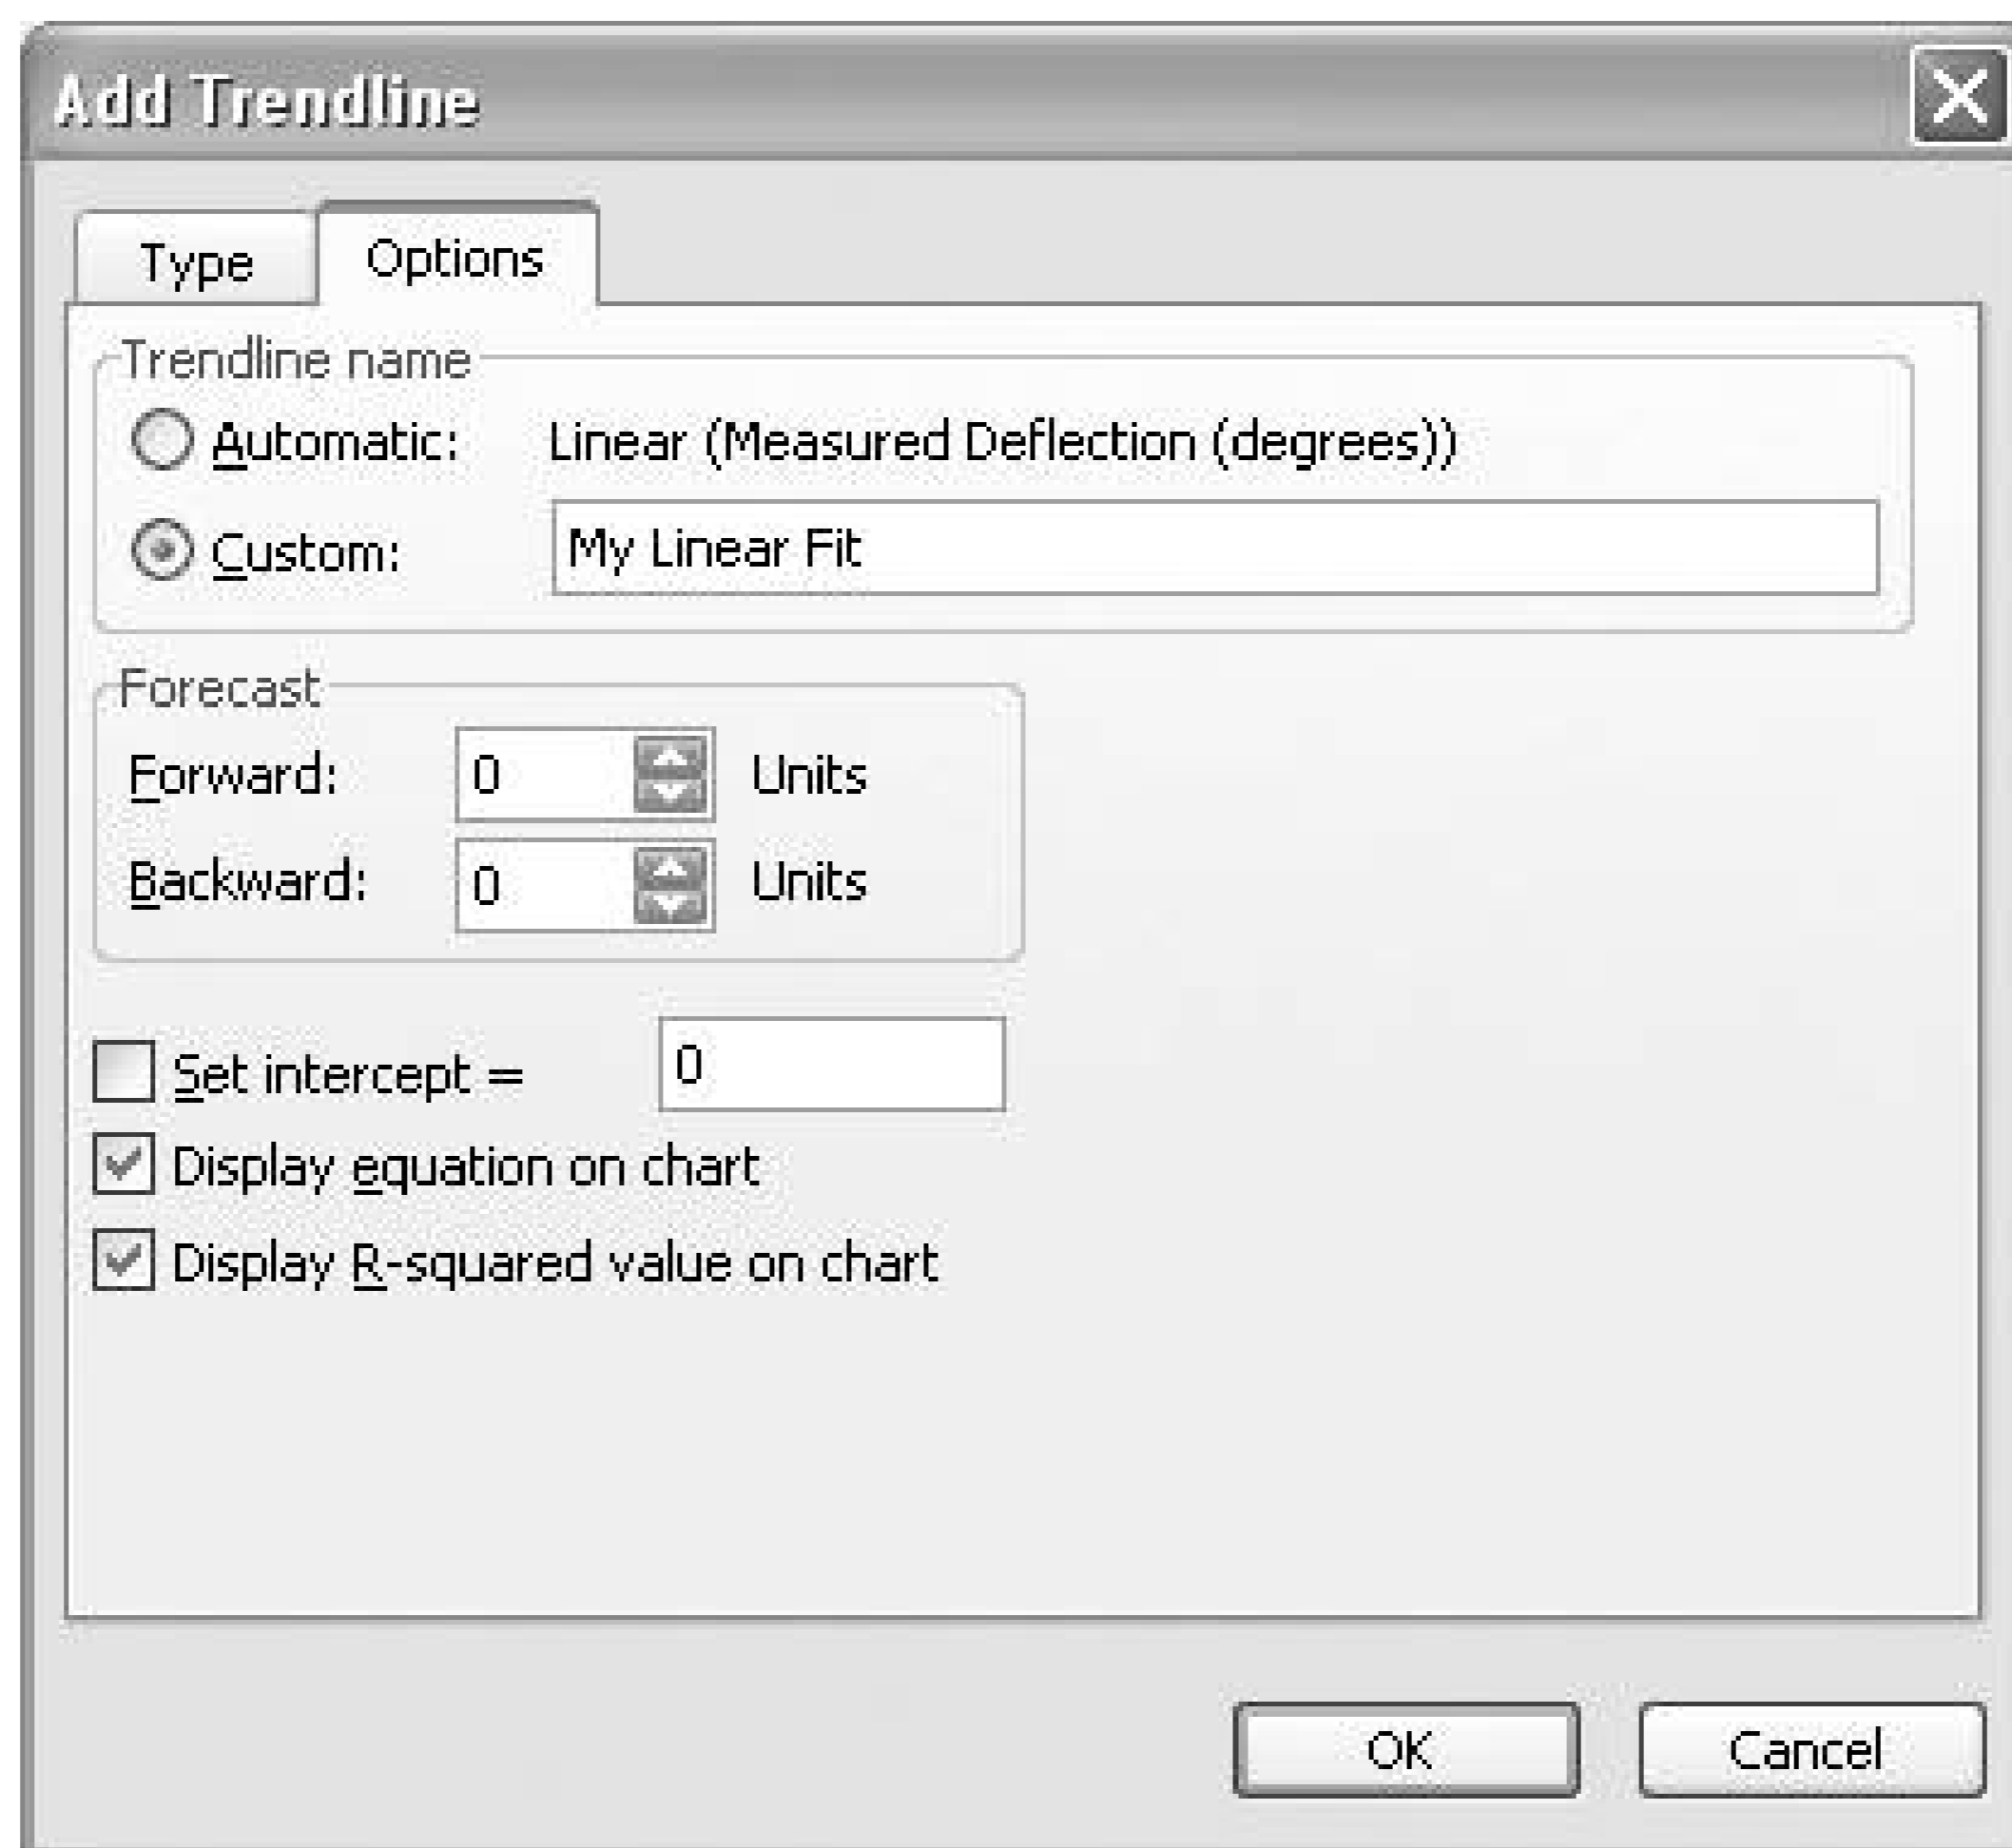 Add Trendline
Type Options
Trendline name
Automatic: Linear (Measured Deflection (degrees))
Custom: My Linear Fit
Forecast
Forward: 0 Units
Backward: 0 Units
Set intercept = 0
Display equation on chart
Display R-squared value on chart
OK Cancel